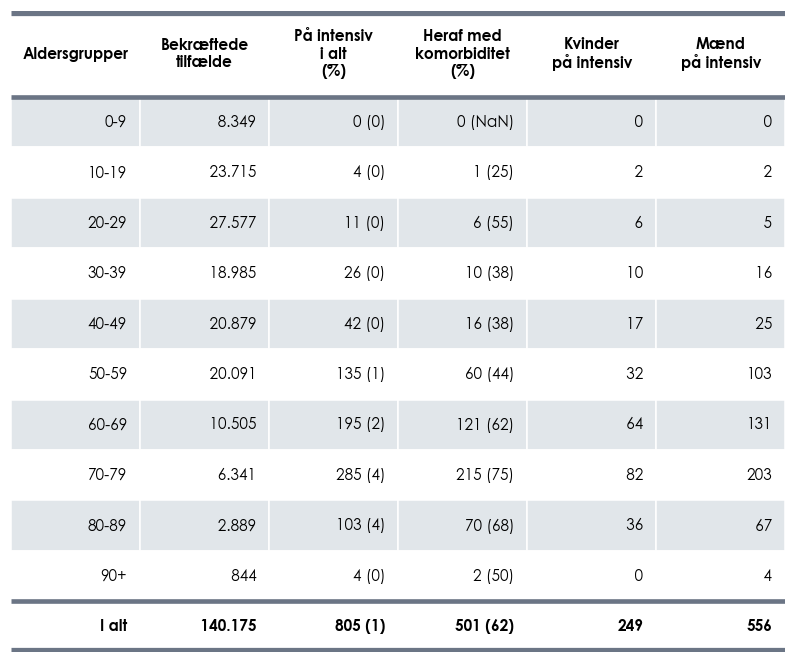 Aldersgrupper Bekræftede tilfælde På intensiv i alt (%) Heraf med komorbiditet (%) Kvinder på intensiv Mænd på intensiv
0-9 8.349 0 (0) 0 (NaN) 0 0
10-19 23.715 4 (0) 1 (25) 2 2
20-29 27.577 11 (0) 6 (55) 6 5
30-39 18.985 26 (0) 10 (38) 10 16
40-49 20.879 42 (0) 16 (38) 17 25
50-59 20.091 135 (1) 60 (44) 32 103
60-69 10.505 195 (2) 121 (62) 64 131
70-79 6.341 285 (4) 215 (75) 82 203
80-89 2.889 103 (4) 70 (68) 36 67
90+ 844 4 (0) 2 (50) 0 4
I alt 140.175 805 (1) 501 (62) 249 556